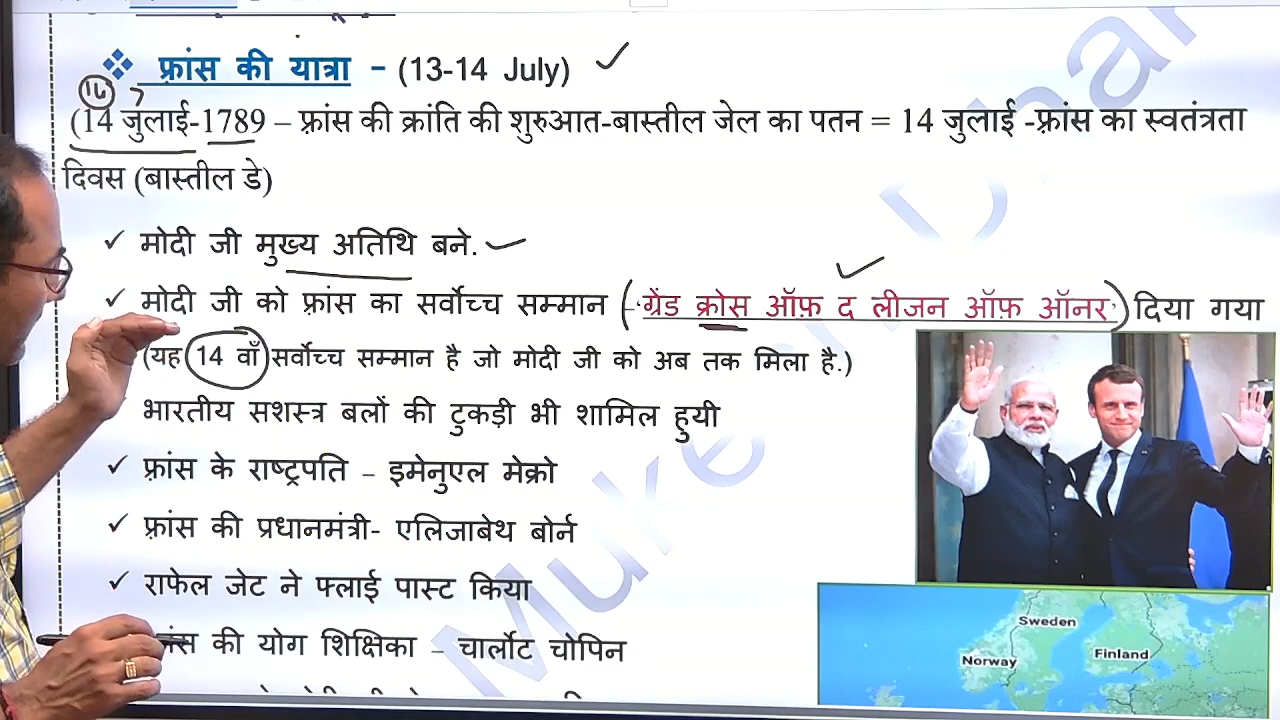 ❖ फ़्रांस की यात्रा - (13-14 July) ✓
14
(14 जुलाई-1789 – फ़्रांस की क्रांति की शुरुआत-बास्तील जेल का पतन = 14 जुलाई -फ़्रांस का स्वतंत्रता
दिवस (बास्तील डे)
✓ मोदी जी मुख्य अतिथि बने.
✓ मोदी जी को फ़्रांस का सर्वोच्च सम्मान (-'ग्रेंड क्रोस ऑफ़ द लीजन ऑफ़ ऑनर') दिया गया
(यह 14 वाँ सर्वोच्च सम्मान है जो मोदी जी को अब तक मिला है.)
भारतीय सशस्त्र बलों की टुकड़ी भी शामिल हुयी
✓ फ़्रांस के राष्ट्रपति – इमेनुएल मेक्रो
✓ फ़्रांस की प्रधानमंत्री- एलिजाबेथ बोर्न
✓ राफेल जेट ने फ्लाई पास्ट किया
की योग शिक्षिका – चार्लोट चोपिन
Sweden
Norway
Finland